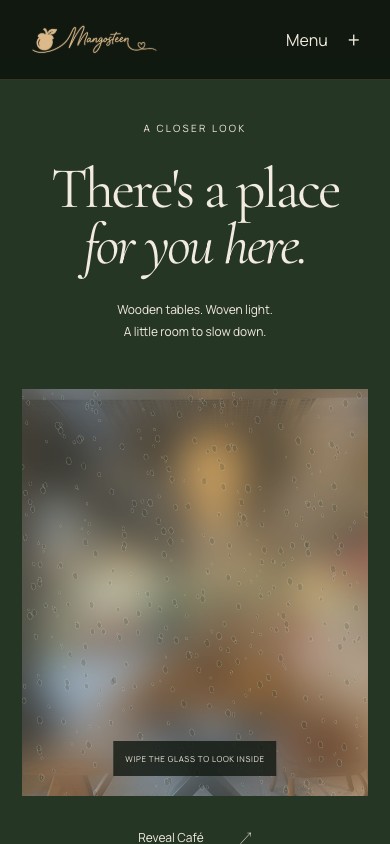 Mangosteen
Menu +
A CLOSER LOOK
There's a place
for you here.
Wooden tables. Woven light.
A little room to slow down.
WIPE THE GLASS TO LOOK INSIDE
Reveal Café ↗